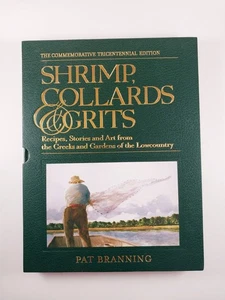 THE COMMEMORATIVE TRICENTENNIAL EDITION
SHRIMP,
COLLARDS
& GRITS
Recipes, Stories and Art from
the Creeks and Gardens of the Lowcountry
PAT BRANNING